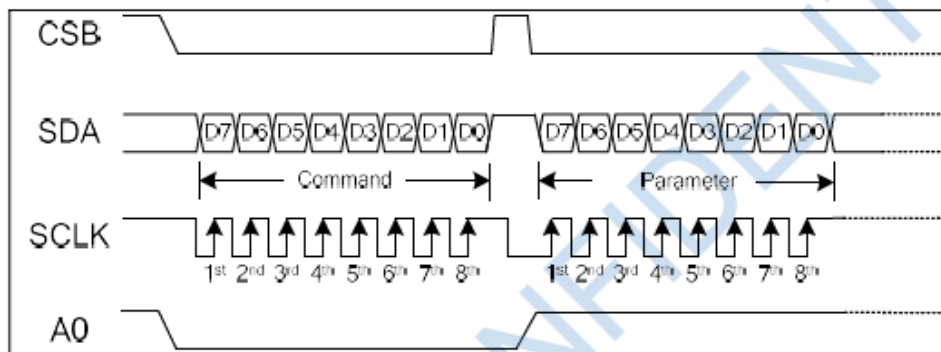 CSB
SDA D7 D6 D5 D4 D3 D2 D1 D0 D7 D6 D5 D4 D3 D2 D1 D0
Command Parameter
SCLK
1st 2nd 3rd 4th 5th 6th 7th 8th 1st 2nd 3rd 4th 5th 6th 7th 8th
A0